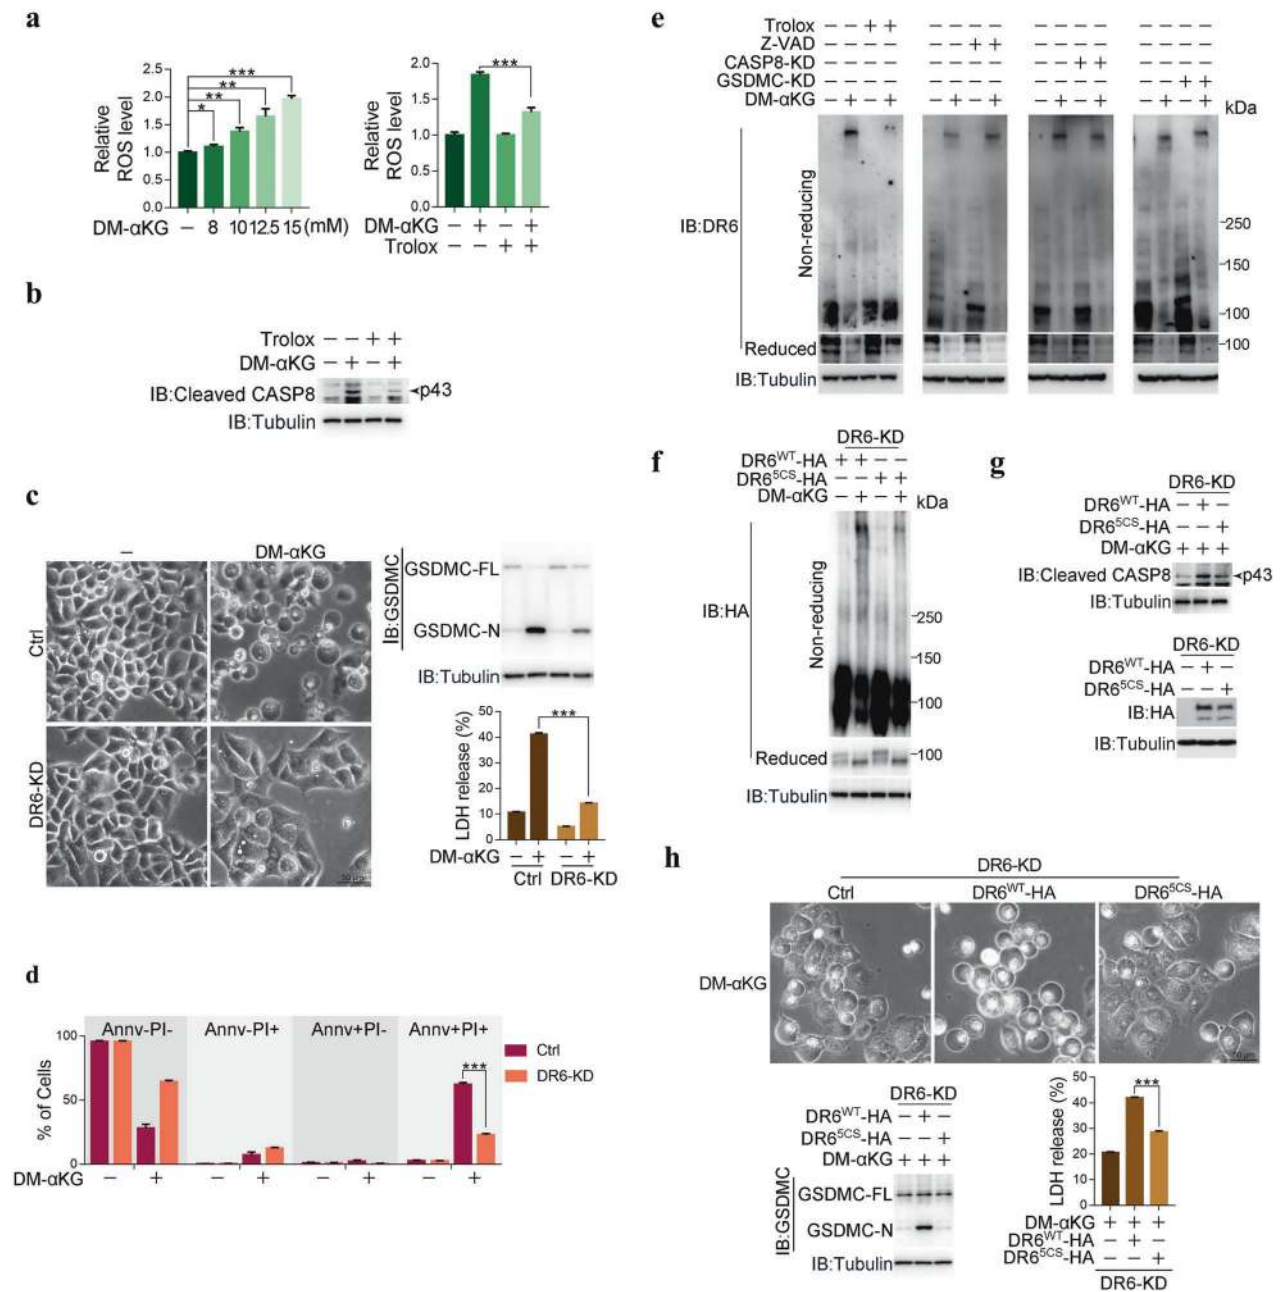 a
2.5
2.0
1.5
1.0
0.5
0.0
Relative
ROS level
*
**
**
***
DM-αKG − 8 10 12.5 15 (mM)
2.0
1.5
1.0
0.5
0.0
Relative
ROS level
***
DM-αKG − + − +
Trolox − − + +
b
Trolox − − + +
DM-αKG − + − +
IB:Cleaved CASP8
p43
IB:Tubulin
c
− DM-αKG
Ctrl
DR6-KD
50 μm
IB:GSDMC
GSDMC-FL
GSDMC-N
IB:Tubulin
LDH release (%)
50
40
30
20
10
0
***
DM-αKG − + − +
Ctrl DR6-KD
d
Annv-PI- Annv-PI+ Annv+PI- Annv+PI+
% of Cells
100
50
0
***
Ctrl
DR6-KD
DM-αKG − + − + − + − +
e
Trolox − − + + − − − − − − − − − − − −
Z-VAD − − − − − − + + − − − − − − − −
CASP8-KD − − − − − − − − − − + + − − − −
GSDMC-KD − − − − − − − − − − − − − − + +
DM-αKG − + − + − + − + − + − + − + − +
kDa
IB:DR6
Non-reducing
250
150
100
Reduced
100
IB:Tubulin
f
DR6-KD
DR6WT-HA + + − −
DR65CS-HA − − + +
DM-αKG − + − +
kDa
IB:HA
Non-reducing
250
150
100
Reduced
100
IB:Tubulin
g
DR6-KD
DR6WT-HA − + −
DR65CS-HA − − +
DM-αKG + + +
IB:Cleaved CASP8
p43
IB:Tubulin
DR6-KD
DR6WT-HA − + −
DR65CS-HA − − +
IB:HA
IB:Tubulin
h
DR6-KD
Ctrl DR6WT-HA DR65CS-HA
DM-αKG
DR6-KD
DR6WT-HA − + −
DR65CS-HA − − +
DM-αKG + + +
IB:GSDMC
GSDMC-FL
GSDMC-N
IB:Tubulin
LDH release (%)
50
40
30
20
10
0
***
DM-αKG + + +
DR6WT-HA − + −
DR65CS-HA − − +
DR6-KD